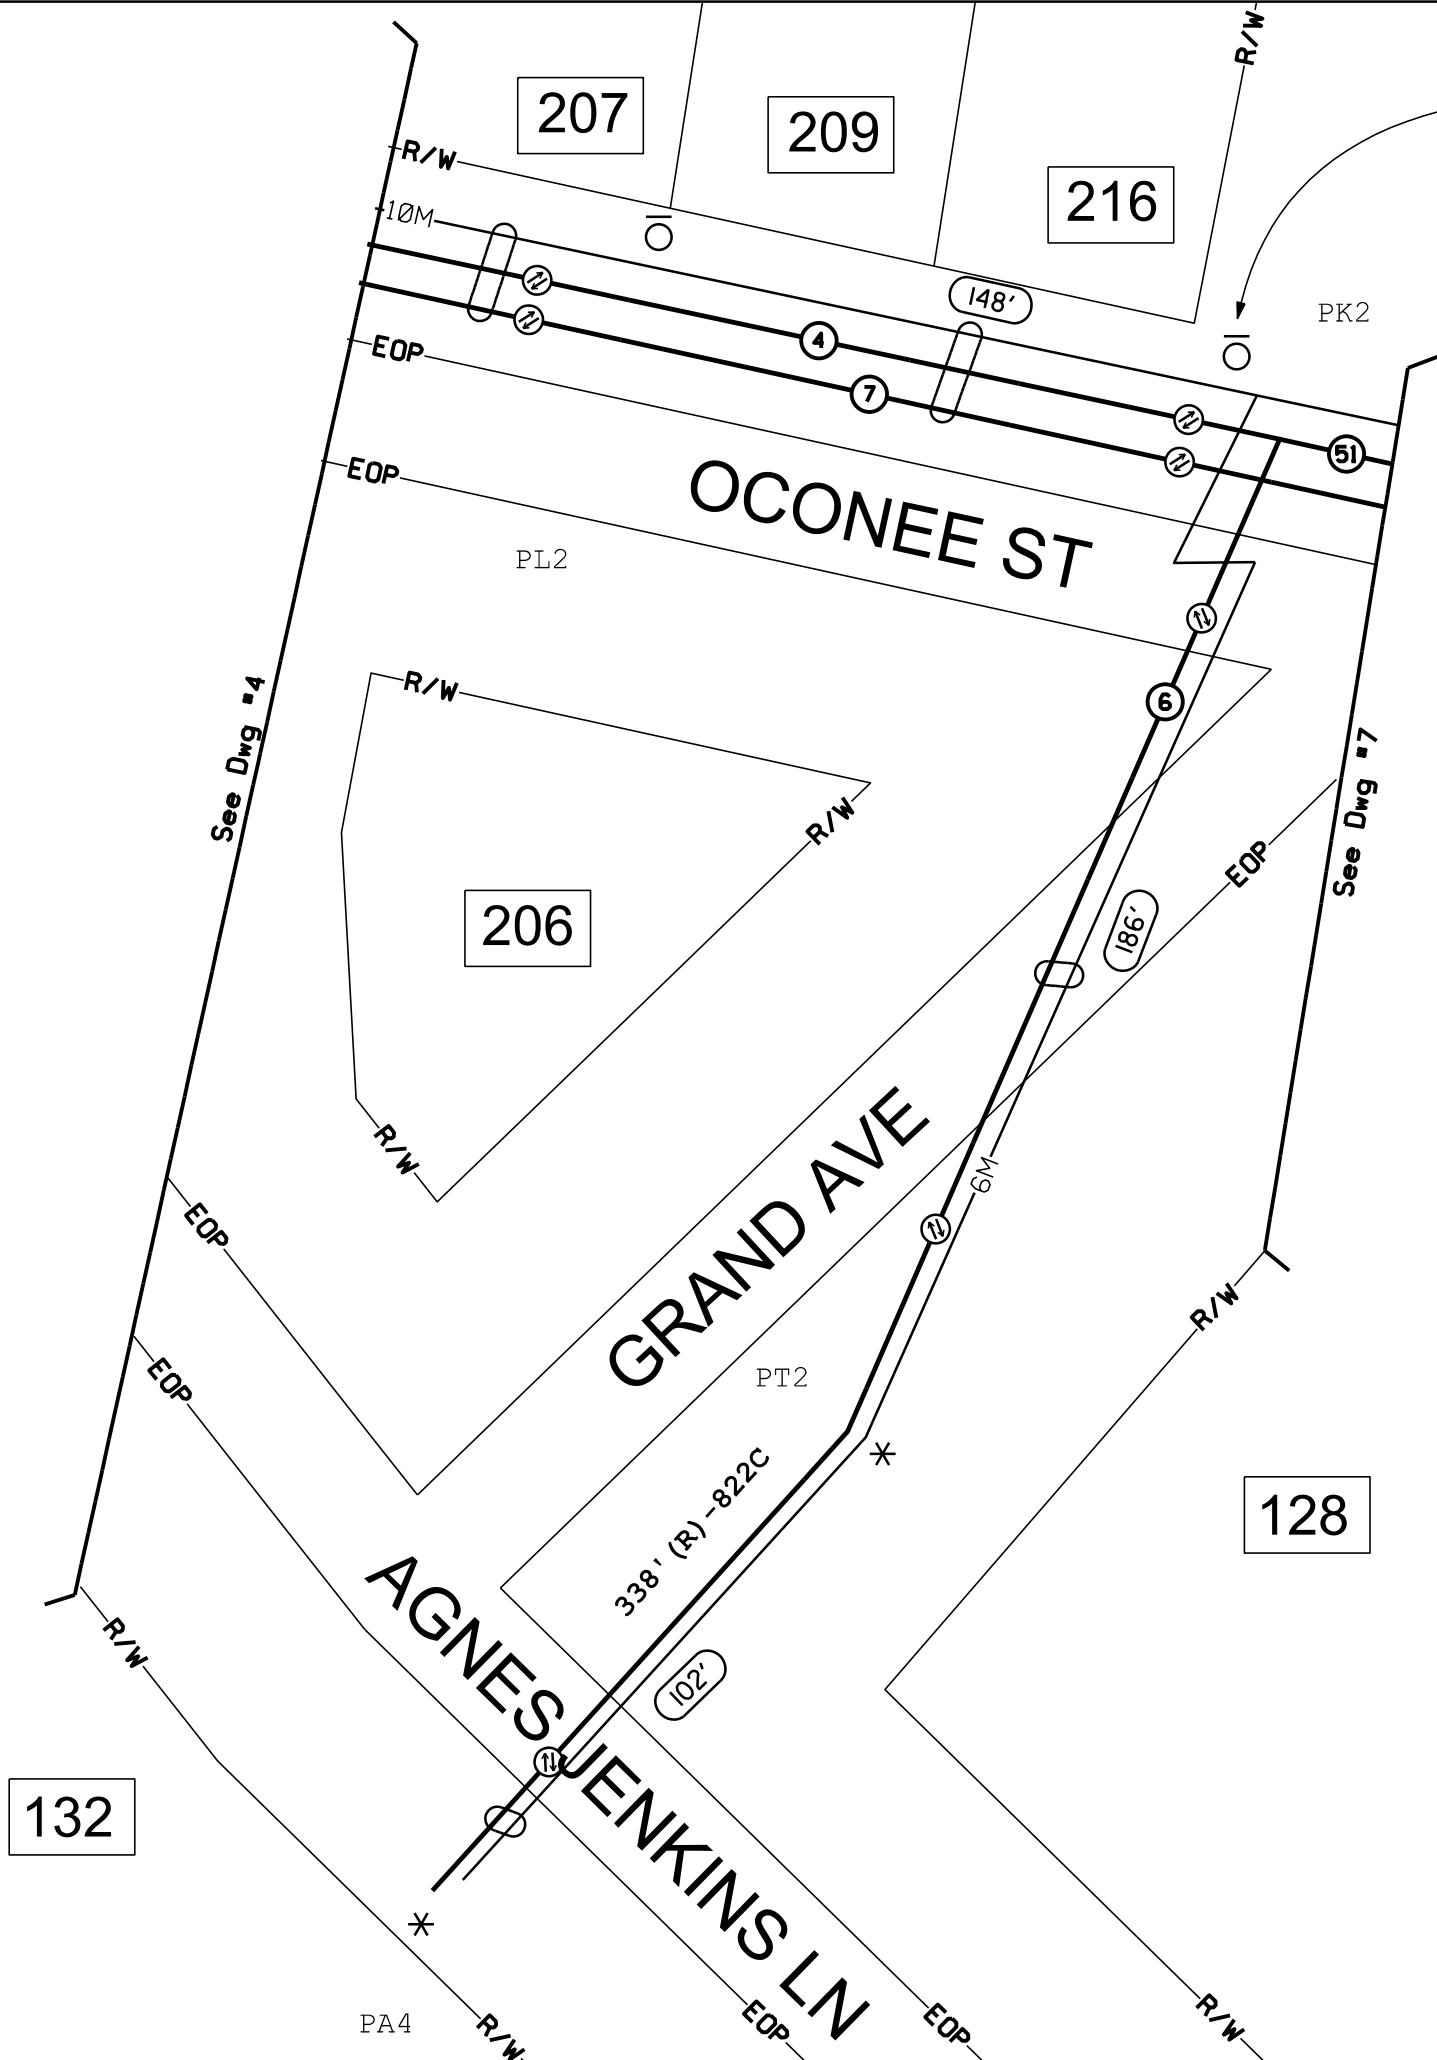 R/W
207
209
216
R/W
10M
148'
PK2
4
7
51
EOP
EOP
OCONEE ST
PL2
6
See Dwg #4
R/W
See Dwg #7
R/W
EOP
206
186'
R/W
GRAND AVE
6M
EOP
R/W
EOP
PT2
338' (R) -822C
*
128
AGNES JENKINS LN
R/W
102'
132
*
PA4
R/W
EOP
EOP
R/W